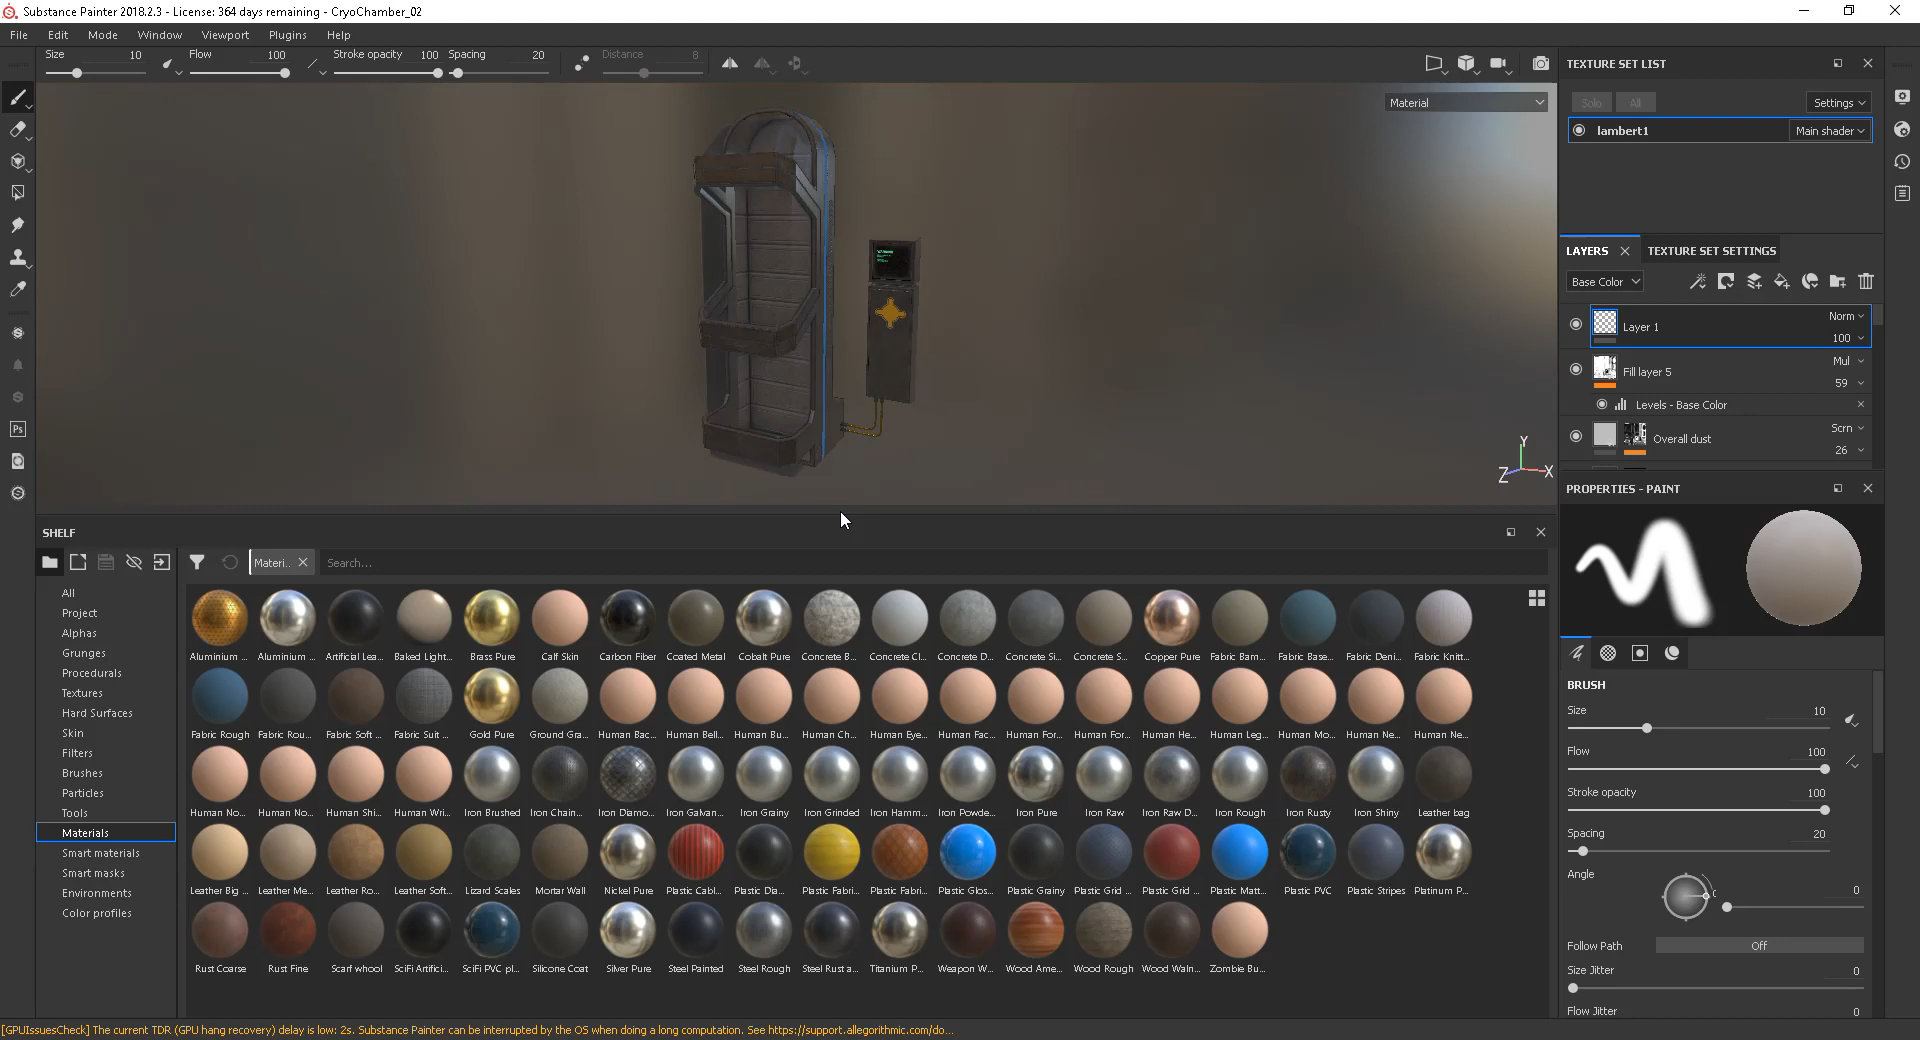 Substance Painter 2018.2.3 - License: 364 days remaining - CryoChamber_02
File Edit Mode Window Viewport Plugins Help
Size 10 Flow 100 Stroke opacity 100 Spacing 20 Distance 8
Material
Y
Z X
SHELF
Materi.. Search...
All
Project
Alphas
Grunges
Procedurals
Textures
Hard Surfaces
Skin
Filters
Brushes
Particles
Tools
Materials
Smart materials
Smart masks
Environments
Color profiles
Aluminium ... Aluminium ... Artificial Lea... Baked Light... Brass Pure Calf Skin Carbon Fiber Coated Metal Cobalt Pure Concrete B... Concrete Cl... Concrete D... Concrete Si... Concrete S... Copper Pure Fabric Bam... Fabric Base... Fabric Deni... Fabric Knitt...
Fabric Rough Fabric Rou... Fabric Soft ... Fabric Suit ... Gold Pure Ground Gra... Human Bac... Human Bell... Human Bu... Human Ch... Human Eye... Human Fac... Human For... Human For... Human He... Human Leg... Human Mo... Human Ne... Human Ne...
Human No... Human No... Human Shi... Human Wri... Iron Brushed Iron Chain... Iron Diamo... Iron Galvan... Iron Grainy Iron Grinded Iron Hamm... Iron Powde... Iron Pure Iron Raw Iron Raw D... Iron Rough Iron Rusty Iron Shiny Leather bag
Leather Big ... Leather Me... Leather Ro... Leather Soft... Lizard Scales Mortar Wall Nickel Pure Plastic Cabl... Plastic Dia... Plastic Fabri... Plastic Fabri... Plastic Glos... Plastic Grainy Plastic Grid ... Plastic Grid ... Plastic Matt... Plastic PVC Plastic Stripes Platinum P...
Rust Coarse Rust Fine Scarf whool SciFi Artifici... SciFi PVC pl... Silicone Coat Silver Pure Steel Painted Steel Rough Steel Rust a... Titanium P... Weapon W... Wood Ame... Wood Rough Wood Waln... Zombie Bu...
[GPUIssuesCheck] The current TDR (GPU hang recovery) delay is low: 2s. Substance Painter can be interrupted by the OS when doing a long computation. See https://support.allegorithmic.com/do...
TEXTURE SET LIST
Solo All Settings
lambert1 Main shader
LAYERS TEXTURE SET SETTINGS
Base Color
Layer 1 Norm 100
Fill layer 5 Mul 59
Levels - Base Color
Overall dust Scrn 26
PROPERTIES - PAINT
BRUSH
Size 10
Flow 100
Stroke opacity 100
Spacing 20
Angle 0
Follow Path Off
Size Jitter 0
Flow Jitter 0
Ps